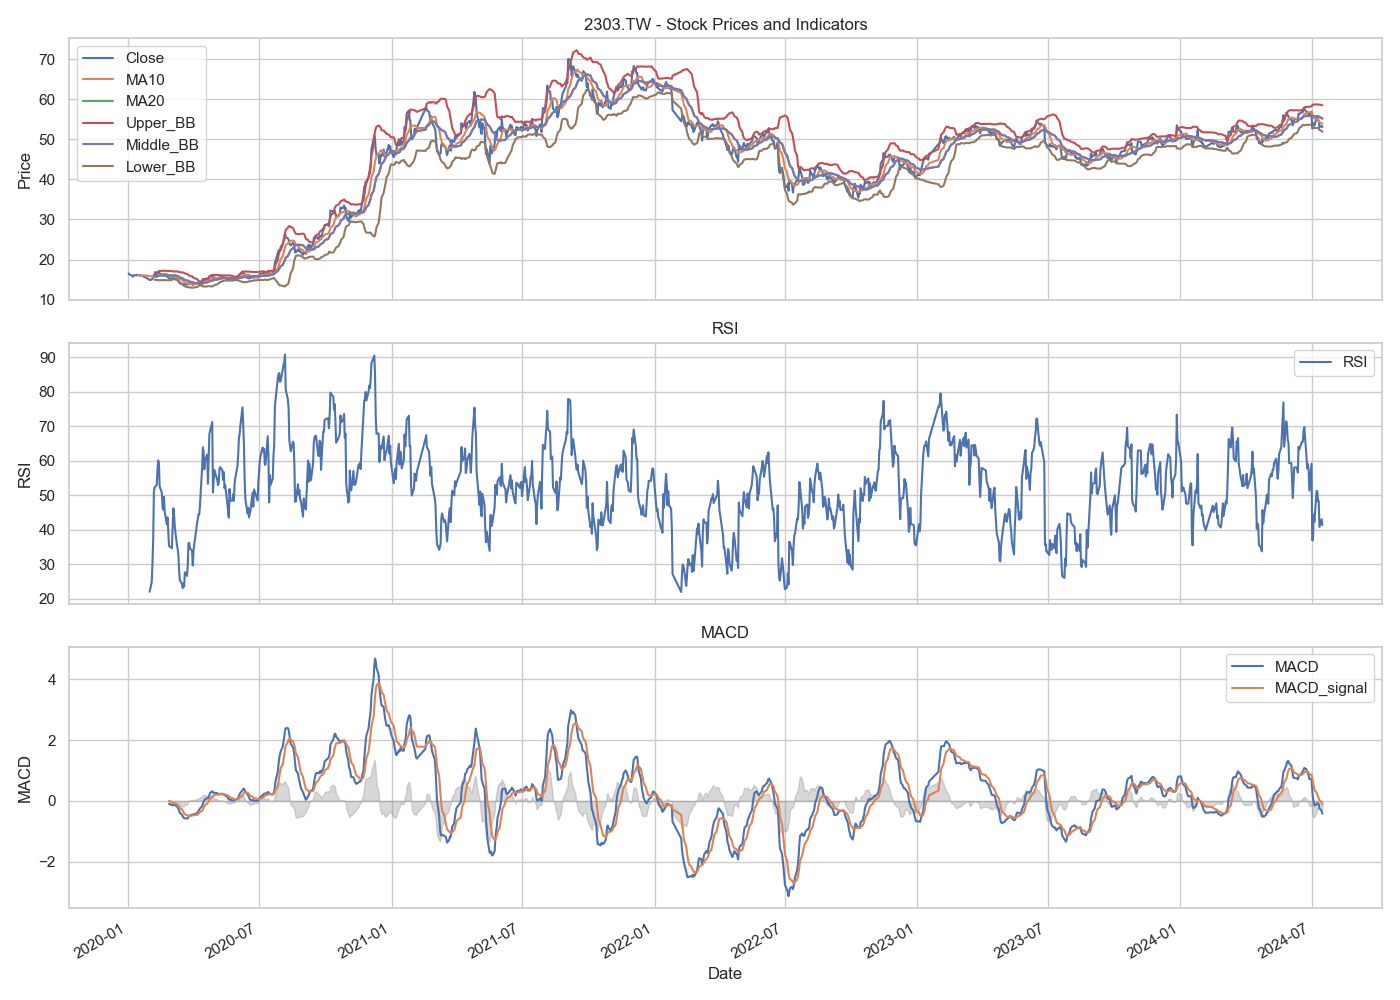 2303.TW - Stock Prices and Indicators
Close
MA10
MA20
Upper_BB
Middle_BB
Lower_BB
Price
70
60
50
40
30
20
10
RSI
RSI
RSI
90
80
70
60
50
40
30
20
MACD
MACD
MACD_signal
MACD
4
2
0
−2
2020-01
2020-07
2021-01
2021-07
2022-01
2022-07
2023-01
2023-07
2024-01
2024-07
Date